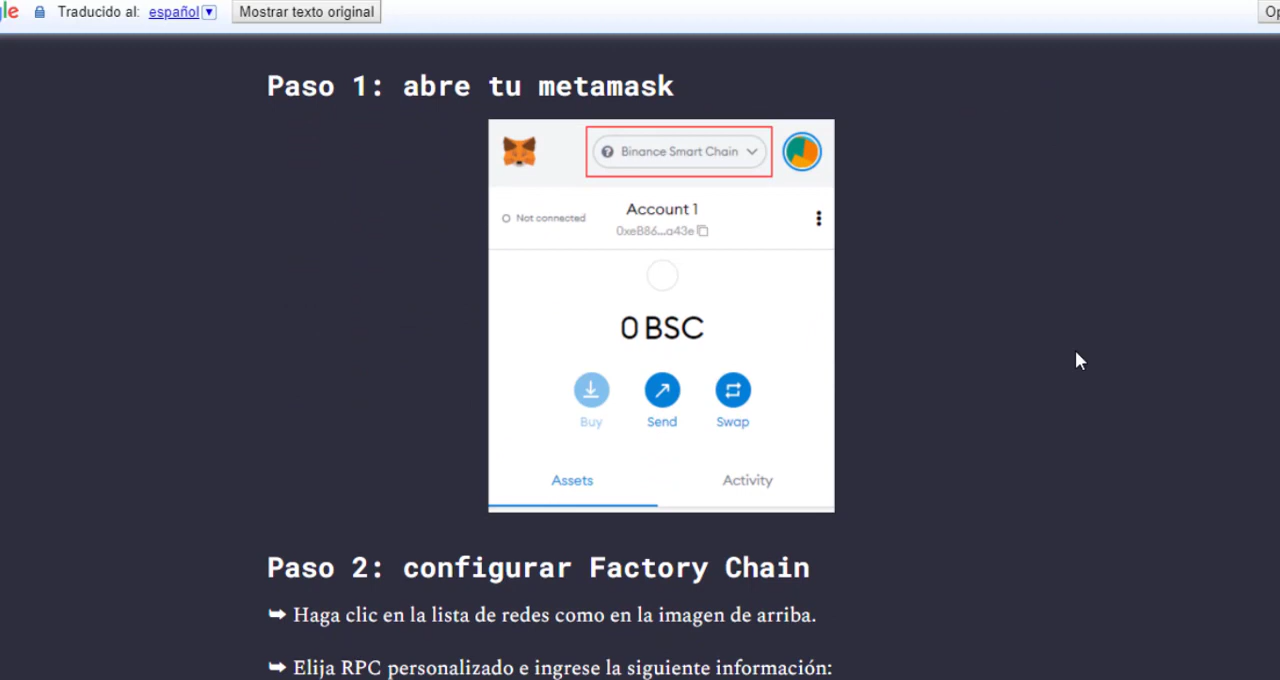 le Traducido al: español Mostrar texto original
Paso 1: abre tu metamask
Binance Smart Chain
Not connected
Account 1
0xeB86...a43e
0 BSC
Buy Send Swap
Assets Activity
Paso 2: configurar Factory Chain
➥ Haga clic en la lista de redes como en la imagen de arriba.
➥ Elija RPC personalizado e ingrese la siguiente información: